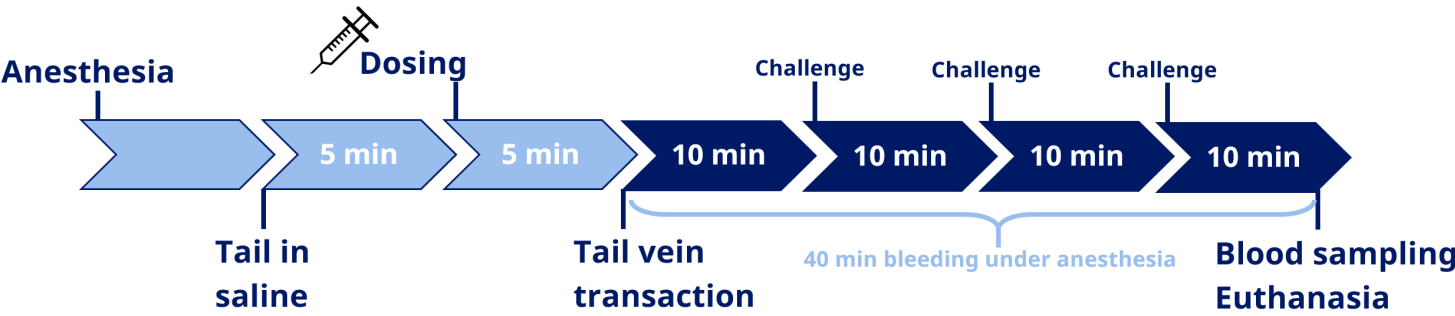 Anesthesia
Dosing
Challenge
Challenge
Challenge
5 min
5 min
10 min
10 min
10 min
10 min
Tail in
saline
Tail vein
transaction
40 min bleeding under anesthesia
Blood sampling
Euthanasia